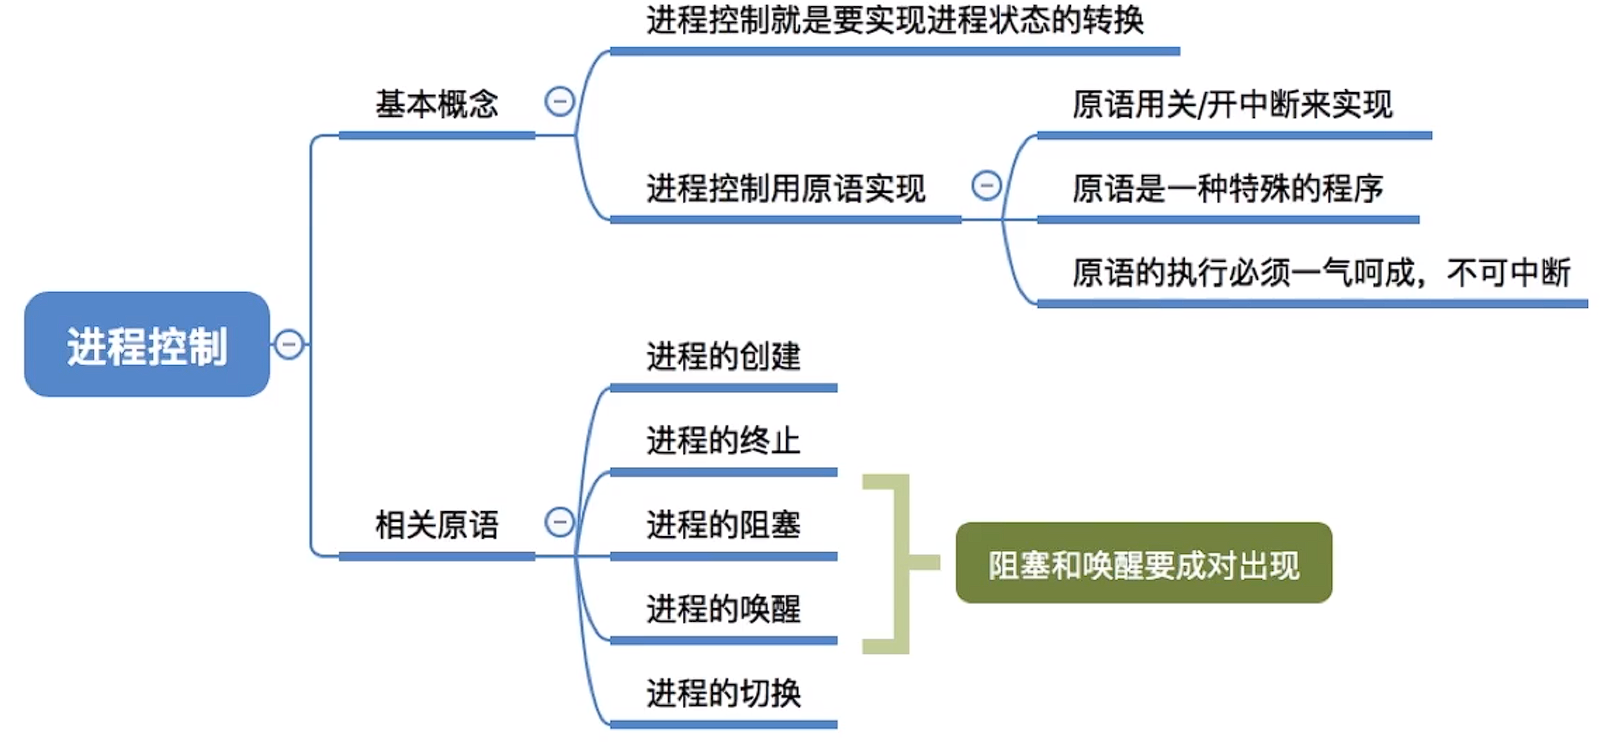 进程控制
基本概念
进程控制就是要实现进程状态的转换
进程控制用原语实现
原语用关/开中断来实现
原语是一种特殊的程序
原语的执行必须一气呵成，不可中断
相关原语
进程的创建
进程的终止
进程的阻塞
进程的唤醒
进程的切换
阻塞和唤醒要成对出现